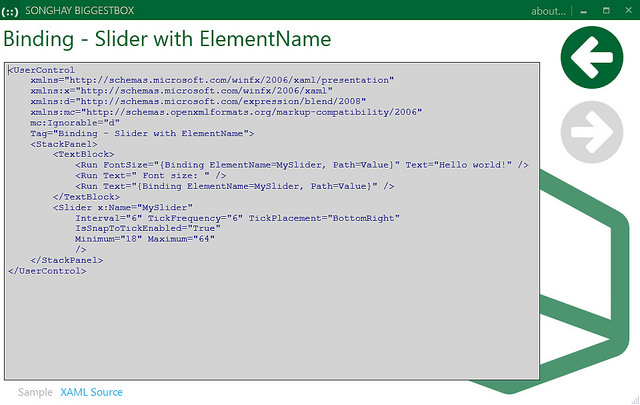 (::) SONGHAY BIGGESTBOX about...
Binding - Slider with ElementName
<UserControl
xmlns="http://schemas.microsoft.com/winfx/2006/xaml/presentation"
xmlns:x="http://schemas.microsoft.com/winfx/2006/xaml"
xmlns:d="http://schemas.microsoft.com/expression/blend/2008"
xmlns:mc="http://schemas.openxmlformats.org/markup-compatibility/2006"
mc:Ignorable="d"
Tag="Binding - Slider with ElementName">
<StackPanel>
<TextBlock>
<Run FontSize="{Binding ElementName=MySlider, Path=Value}" Text="Hello world!" />
<Run Text=" Font size: " />
<Run Text="{Binding ElementName=MySlider, Path=Value}" />
</TextBlock>
<Slider x:Name="MySlider"
Interval="6" TickFrequency="6" TickPlacement="BottomRight"
IsSnapToTickEnabled="True"
Minimum="18" Maximum="64"
/>
</StackPanel>
</UserControl>
Sample XAML Source